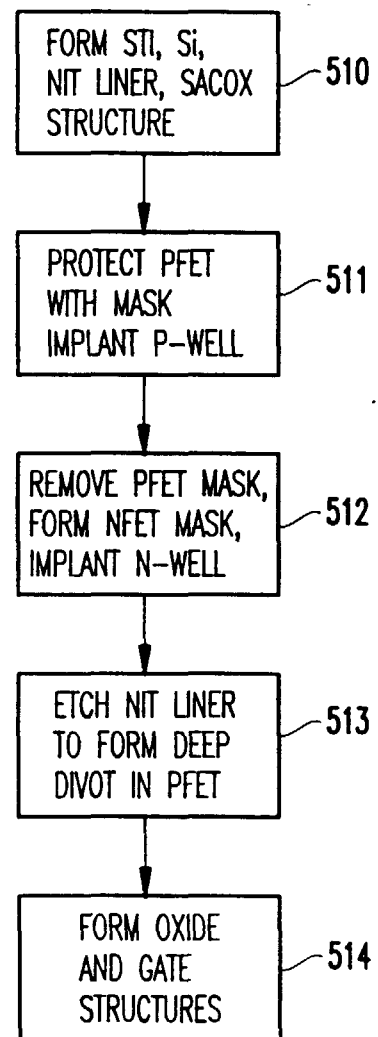 FORM STI, Si,
NIT LINER, SACOX
STRUCTURE
510
PROTECT PFET
WITH MASK
IMPLANT P-WELL
511
REMOVE PFET MASK,
FORM NFET MASK,
IMPLANT N-WELL
512
ETCH NIT LINER
TO FORM DEEP
DIVOT IN PFET
513
FORM OXIDE
AND GATE
STRUCTURES
514